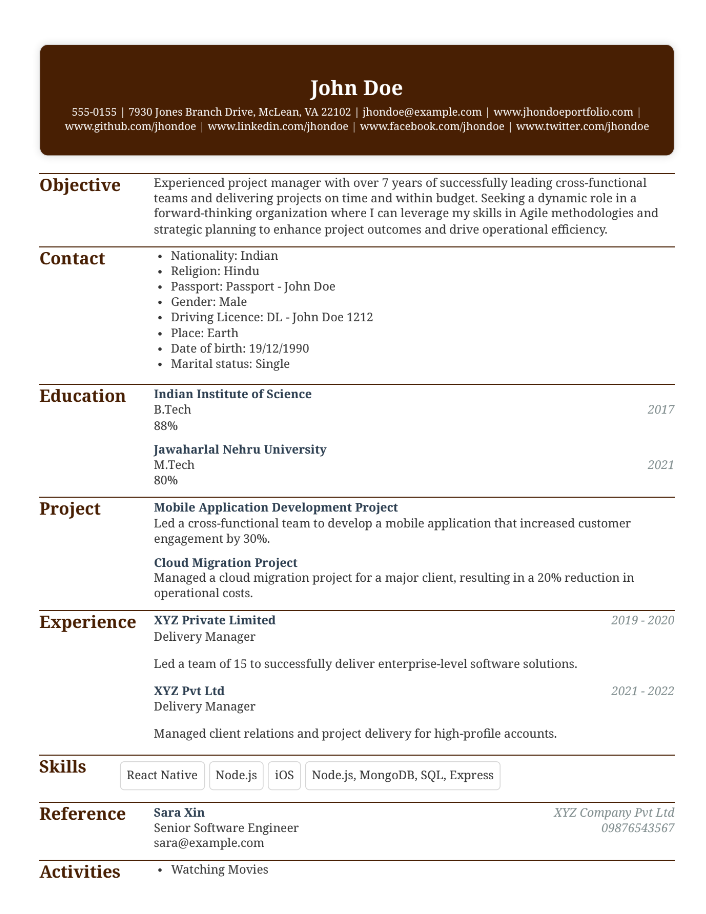 John Doe
555-0155 | 7930 Jones Branch Drive, McLean, VA 22102 | jhondoe@example.com | www.jhondoeportfolio.com |
www.github.com/jhondoe | www.linkedin.com/jhondoe | www.facebook.com/jhondoe | www.twitter.com/jhondoe
Objective
Experienced project manager with over 7 years of successfully leading cross-functional
teams and delivering projects on time and within budget. Seeking a dynamic role in a
forward-thinking organization where I can leverage my skills in Agile methodologies and
strategic planning to enhance project outcomes and drive operational efficiency.
Contact
• Nationality: Indian
• Religion: Hindu
• Passport: Passport - John Doe
• Gender: Male
• Driving Licence: DL - John Doe 1212
• Place: Earth
• Date of birth: 19/12/1990
• Marital status: Single
Education
Indian Institute of Science
B.Tech 2017
88%
Jawaharlal Nehru University
M.Tech 2021
80%
Project
Mobile Application Development Project
Led a cross-functional team to develop a mobile application that increased customer
engagement by 30%.
Cloud Migration Project
Managed a cloud migration project for a major client, resulting in a 20% reduction in
operational costs.
Experience
XYZ Private Limited 2019 - 2020
Delivery Manager
Led a team of 15 to successfully deliver enterprise-level software solutions.
XYZ Pvt Ltd 2021 - 2022
Delivery Manager
Managed client relations and project delivery for high-profile accounts.
Skills
React Native Node.js iOS Node.js, MongoDB, SQL, Express
Reference
Sara Xin XYZ Company Pvt Ltd
Senior Software Engineer 09876543567
sara@example.com
Activities
• Watching Movies